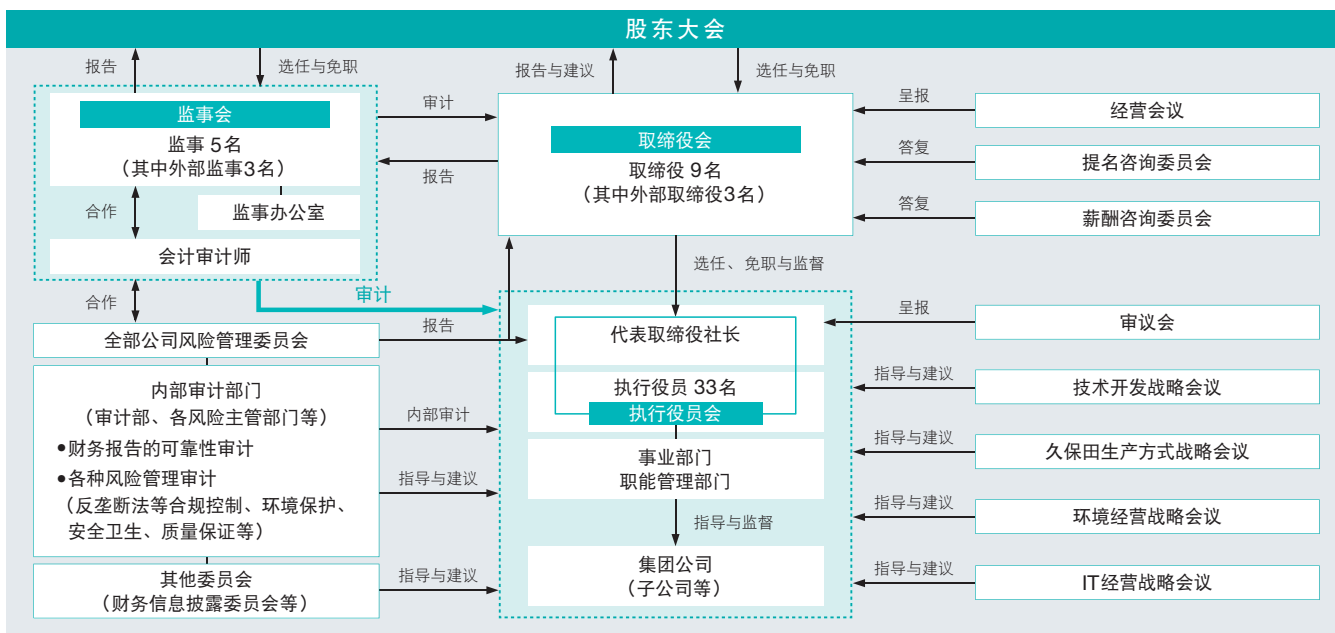 股东大会
报告
选任与免职
报告与建议
选任与免职
监事会
监事 5名
（其中外部监事3名）
监事办公室
合作
会计审计师
审计
报告
取缔役会
取缔役 9名
（其中外部取缔役3名）
呈报
经营会议
答复
提名咨询委员会
答复
薪酬咨询委员会
选任、免职与监督
合作
审计
全部公司风险管理委员会
报告
代表取缔役社长
呈报
审议会
内部审计部门
（审计部、各风险主管部门等）
●财务报告的可靠性审计
●各种风险管理审计
（反垄断法等合规控制、环境保护、
安全卫生、质量保证等）
内部审计
指导与建议
执行役员 33名
执行役员会
事业部门
职能管理部门
指导与监督
指导与建议
技术开发战略会议
指导与建议
久保田生产方式战略会议
指导与建议
环境经营战略会议
其他委员会
（财务信息披露委员会等）
指导与建议
集团公司
（子公司等）
指导与建议
IT经营战略会议